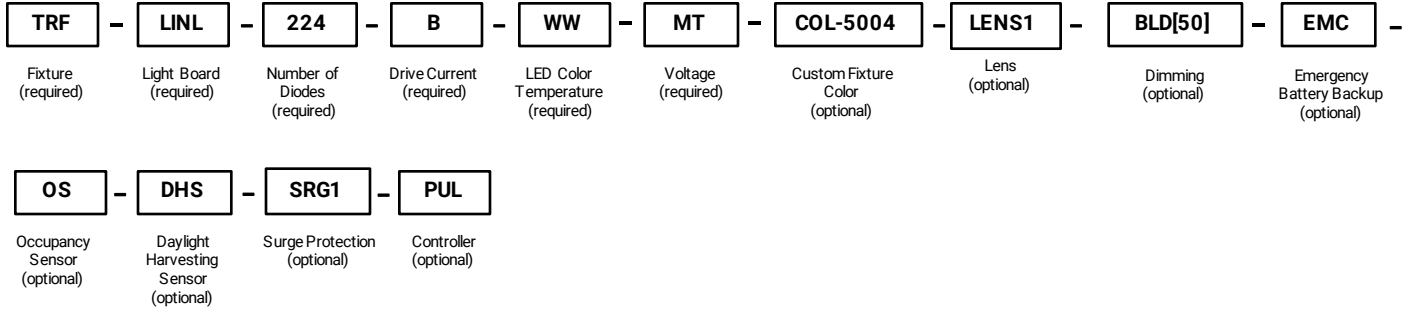 TRF – LINL – 224 – B – WW – MT – COL-5004 – LENS1 – BLD[50] – EMC –
Fixture
(required)
Light Board
(required)
Number of
Diodes
(required)
Drive Current
(required)
LED Color
Temperature
(required)
Voltage
(required)
Custom Fixture
Color
(optional)
Lens
(optional)
Dimming
(optional)
Emergency
Battery Backup
(optional)
OS – DHS – SRG1 – PUL
Occupancy
Sensor
(optional)
Daylight
Harvesting
Sensor
(optional)
Surge Protection
(optional)
Controller
(optional)